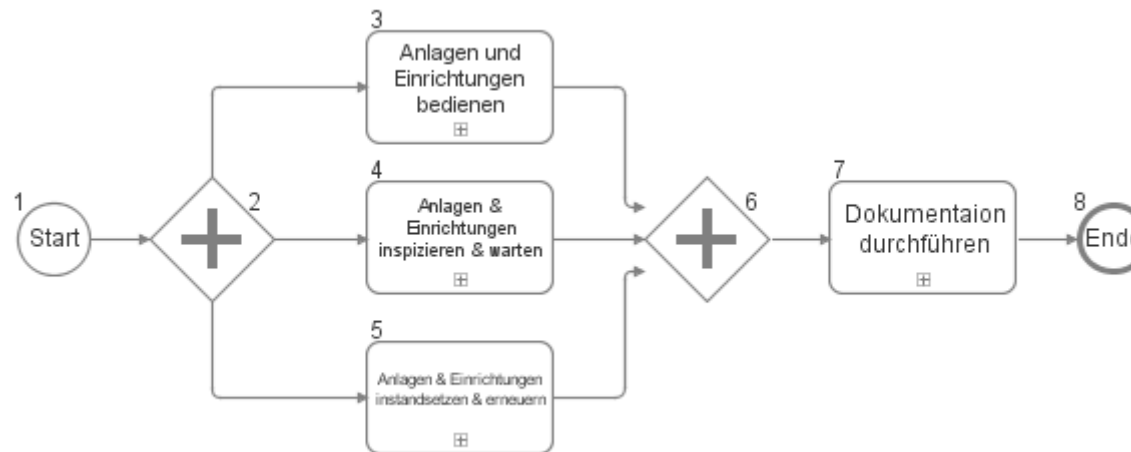 1
Start
2
3
Anlagen und
Einrichtungen
bedienen
4
Anlagen &
Einrichtungen
inspizieren & warten
5
Anlagen & Einrichtungen
instandsetzen & erneuern
6
7
Dokumentaion
durchführen
8
Ende